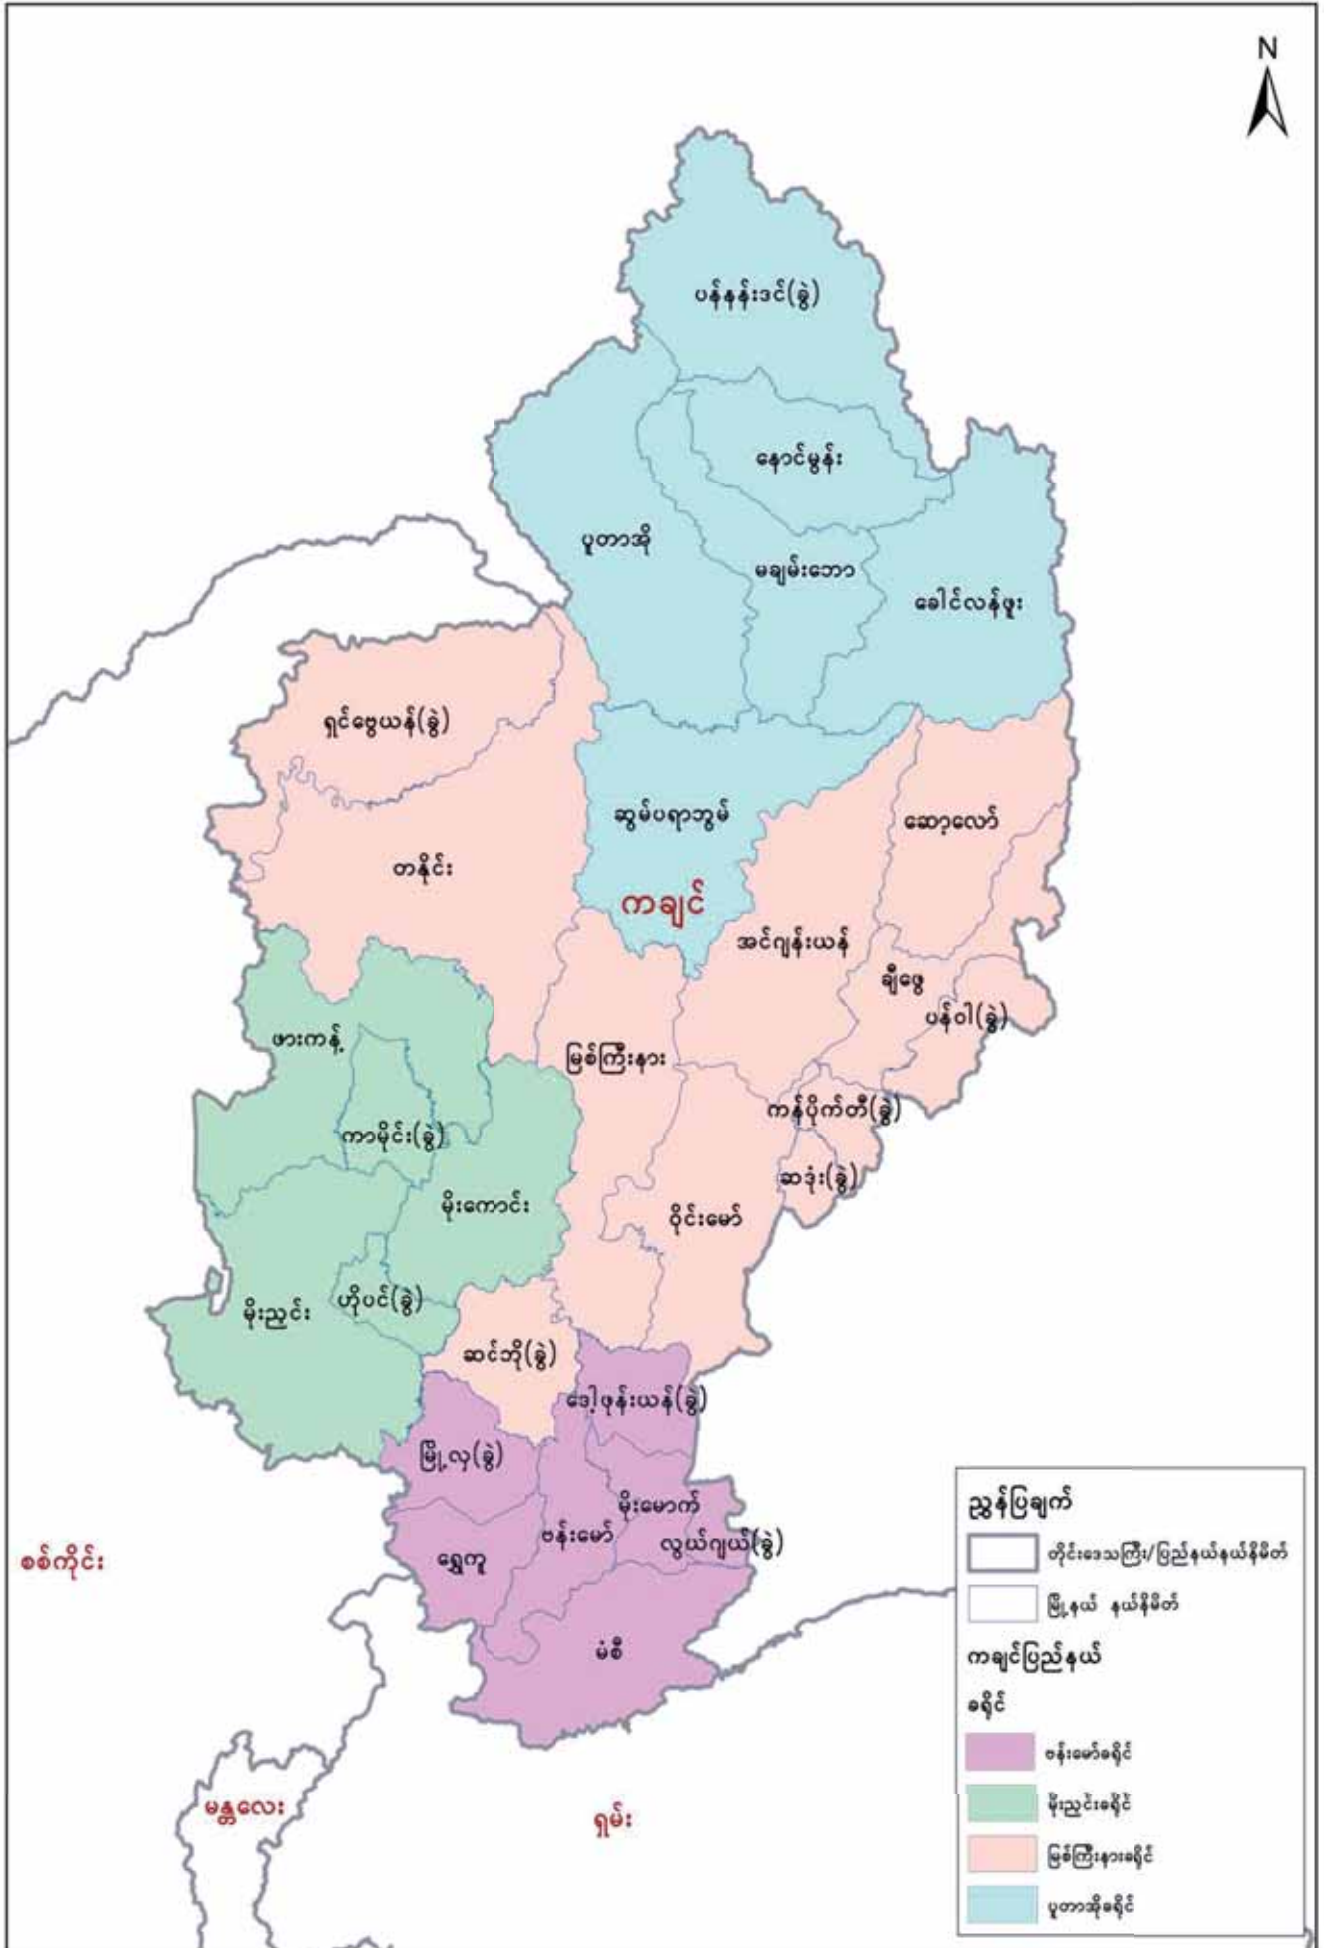 N
ပန်နန်းဒင်(ခွဲ)
နောင်မွန်း
ပူတာအို
မချမ်းဘော
ခေါင်လန်ဖူး
ရှင်ဗွေယန်(ခွဲ)
ဆွမ်ပရာဘွမ်
ဆော့လော်
တနိုင်း
ကချင်
အင်ဂျန်းယန်
ချီဖွေ
ပန်ဝါ(ခွဲ)
ဖားကန့်
မြစ်ကြီးနား
ကန်ပိုက်တီ(ခွဲ)
ကာမိုင်း(ခွဲ)
ဆဒုံး(ခွဲ)
မိုးကောင်း
ဝိုင်းမော်
ဟိုပင်(ခွဲ)
မိုးညှင်း
ဆင်ဘို(ခွဲ)
ဒေါ့ဖုန်းယန်(ခွဲ)
မြို့လှ(ခွဲ)
မိုးမောက်
ဗန်းမော်
လွယ်ဂျယ်(ခွဲ)
ရွှေကူ
စစ်ကိုင်း
မံစီ
မန္တလေး
ရှမ်း
ညွှန်ပြချက်
တိုင်းဒေသကြီး/ပြည်နယ်နယ်နိမိတ်
မြို့နယ် နယ်နိမိတ်
ကချင်ပြည်နယ်
ခရိုင်
ဗန်းမော်ခရိုင်
မိုးညှင်းခရိုင်
မြစ်ကြီးနားခရိုင်
ပူတာအိုခရိုင်